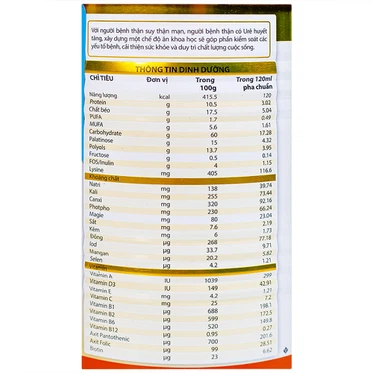 Với người bệnh thận suy thận mạn, người bệnh thận có Urê huyết
tăng, xây dựng một chế độ ăn khoa học sẽ góp phần kiểm soát các
yếu tố bệnh, cải thiện sức khỏe và duy trì chất lượng cuộc sống.
THÔNG TIN DINH DƯỠNG
CHỈ TIÊU Đơn vị Trong 100g Trong 120ml pha chuẩn
Năng lượng kcal 415.5 120
Protein g 10.5 3.02
Chất béo g 17.5 5.04
PUFA g 1.7 0.49
MUFA g 5.6 1.61
Carbohydrate g 60 17.28
Palatinose g 15 4.32
Polyols g 13.7 3.95
Fructose g 0.5 0.14
FOS/Inulin g 4 1.15
Lysine mg 405 116.6
Khoáng chất
Natri mg 138 39.74
Kali mg 255 73.44
Canxi mg 320 92.16
Photpho mg 230 66.24
Magie mg 80 23.04
Sắt mg 7.6 2.19
Kẽm mg 6 1.73
Đồng µg 268 77.18
Iod µg 33.7 9.71
Mangan µg 20.2 5.82
Selen µg 4.2 1.21
Vitamin
Vitamin A IU 1039 299
Vitamin D3 IU 149 42.91
Vitamin E mg 4.2 1.21
Vitamin C mg 25 7.2
Vitamin B1 µg 688 198.1
Vitamin B2 µg 599 172.5
Vitamin B6 µg 520 149.8
Vitamin B12 µg 0.95 0.27
Axit Pantothenic µg 700 201.6
Axit Folic µg 99 28.51
Biotin µg 23 6.62